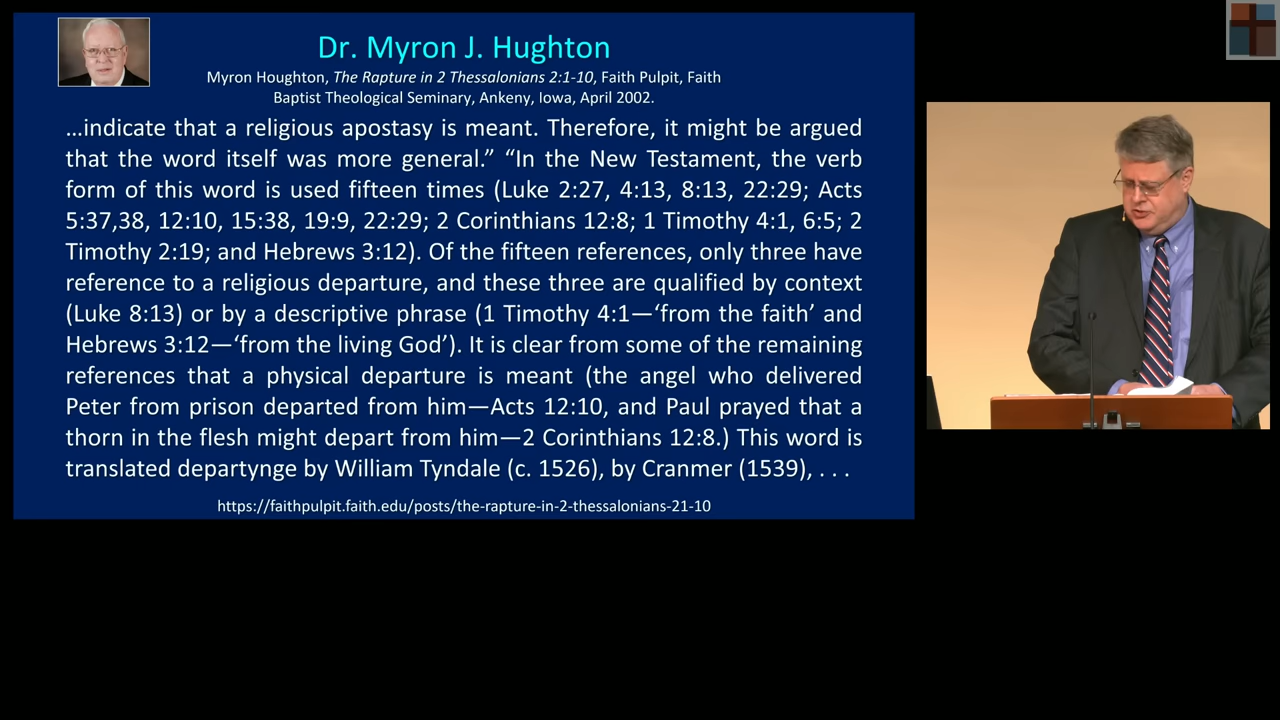 Dr. Myron J. Hughton
Myron Houghton, The Rapture in 2 Thessalonians 2:1-10, Faith Pulpit, Faith
Baptist Theological Seminary, Ankeny, Iowa, April 2002.
…indicate that a religious apostasy is meant. Therefore, it might be argued
that the word itself was more general.” “In the New Testament, the verb
form of this word is used fifteen times (Luke 2:27, 4:13, 8:13, 22:29; Acts
5:37,38, 12:10, 15:38, 19:9, 22:29; 2 Corinthians 12:8; 1 Timothy 4:1, 6:5; 2
Timothy 2:19; and Hebrews 3:12). Of the fifteen references, only three have
reference to a religious departure, and these three are qualified by context
(Luke 8:13) or by a descriptive phrase (1 Timothy 4:1—‘from the faith’ and
Hebrews 3:12—‘from the living God’). It is clear from some of the remaining
references that a physical departure is meant (the angel who delivered
Peter from prison departed from him—Acts 12:10, and Paul prayed that a
thorn in the flesh might depart from him—2 Corinthians 12:8.) This word is
translated departynge by William Tyndale (c. 1526), by Cranmer (1539), . . .
https://faithpulpit.faith.edu/posts/the-rapture-in-2-thessalonians-21-10